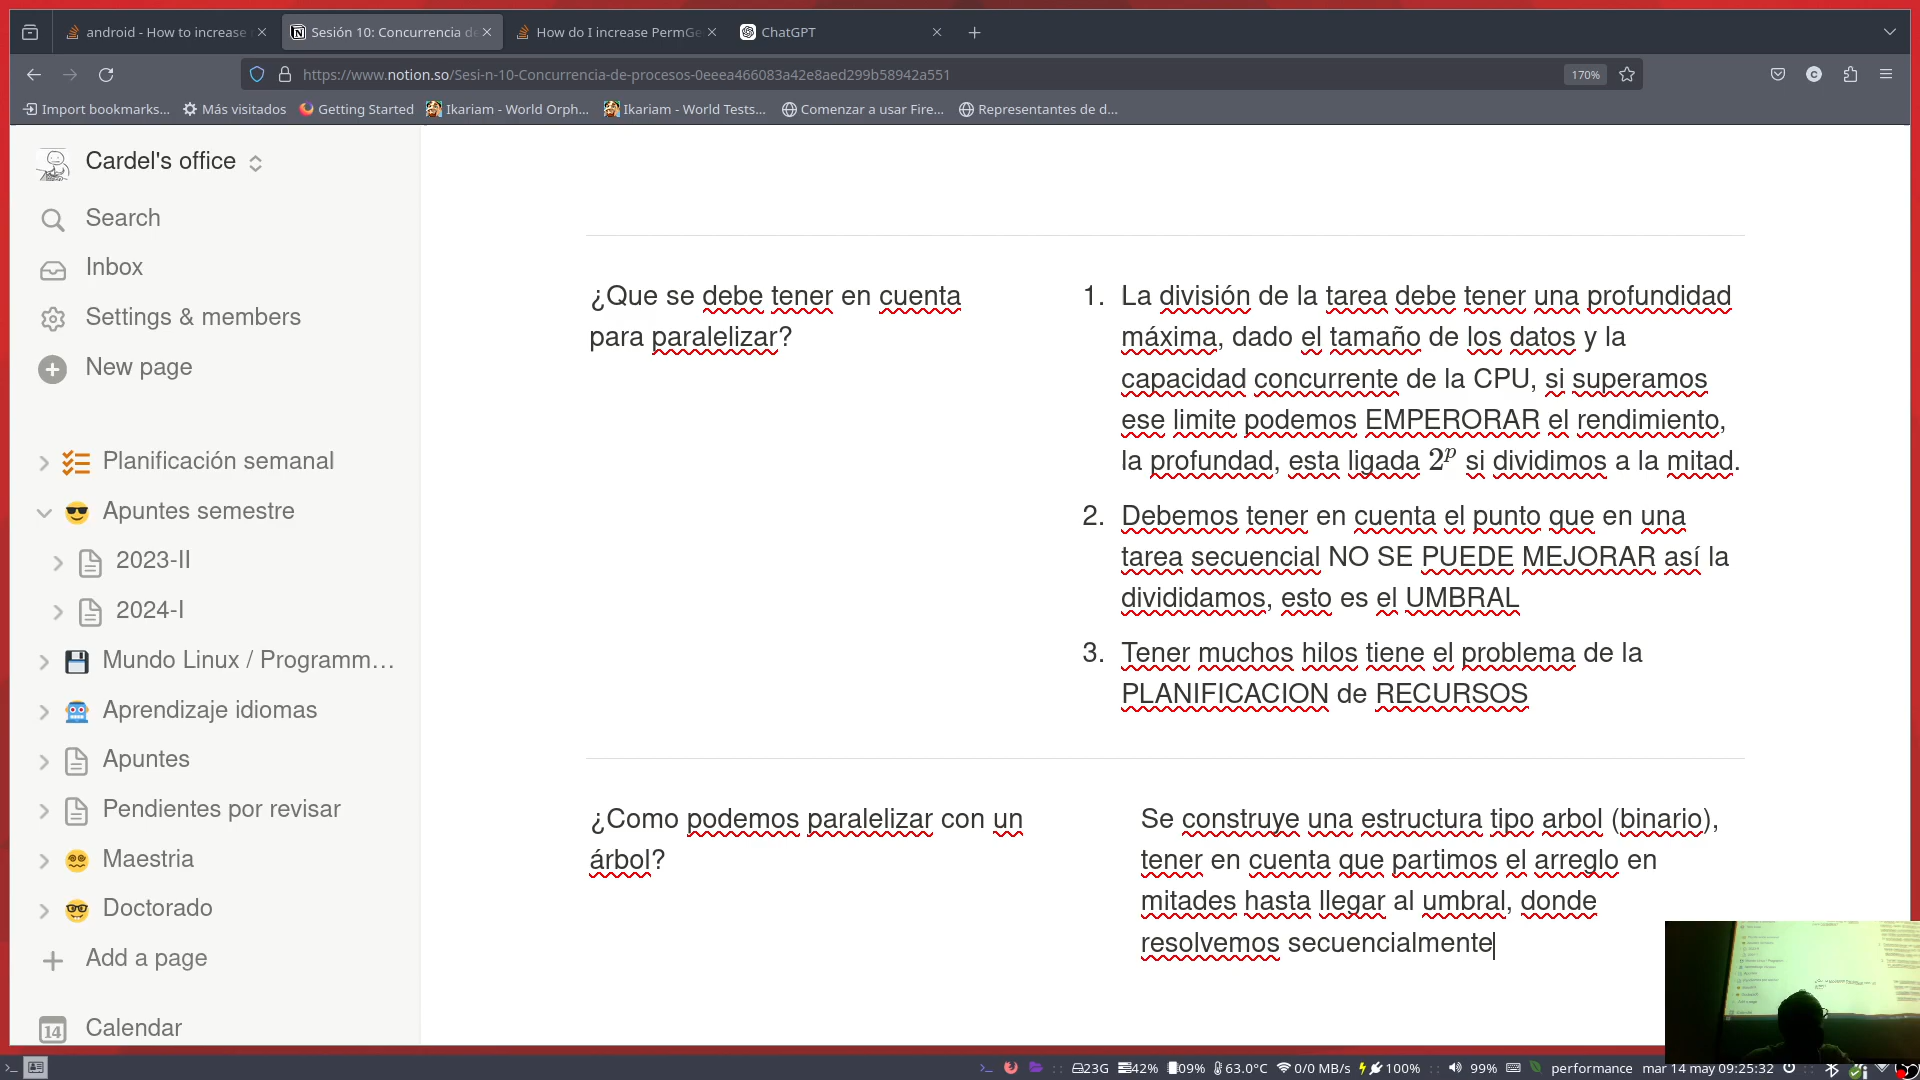 android - How to increase
Sesión 10: Concurrencia de
How do I increase PermGe
ChatGPT
https://www.notion.so/Sesi-n-10-Concurrencia-de-procesos-0eeea466083a42e8aed299b58942a551
170%
Import bookmarks...
Más visitados
Getting Started
Ikariam - World Orph...
Ikariam - World Tests...
Comenzar a usar Fire...
Representantes de d...
Cardel's office
Search
Inbox
Settings & members
New page
Planificación semanal
Apuntes semestre
2023-II
2024-I
Mundo Linux / Programm...
Aprendizaje idiomas
Apuntes
Pendientes por revisar
Maestria
Doctorado
Add a page
14 Calendar
¿Que se debe tener en cuenta
para paralelizar?
1. La división de la tarea debe tener una profundidad
máxima, dado el tamaño de los datos y la
capacidad concurrente de la CPU, si superamos
ese limite podemos EMPERORAR el rendimiento,
la profundad, esta ligada 2^p si dividimos a la mitad.
2. Debemos tener en cuenta el punto que en una
tarea secuencial NO SE PUEDE MEJORAR así la
divididamos, esto es el UMBRAL
3. Tener muchos hilos tiene el problema de la
PLANIFICACION de RECURSOS
¿Como podemos paralelizar con un
árbol?
Se construye una estructura tipo arbol (binario),
tener en cuenta que partimos el arreglo en
mitades hasta llegar al umbral, donde
resolvemos secuencialmente
23G 42% 09% 63.0°C 0/0 MB/s 100% 99% performance mar 14 may 09:25:32